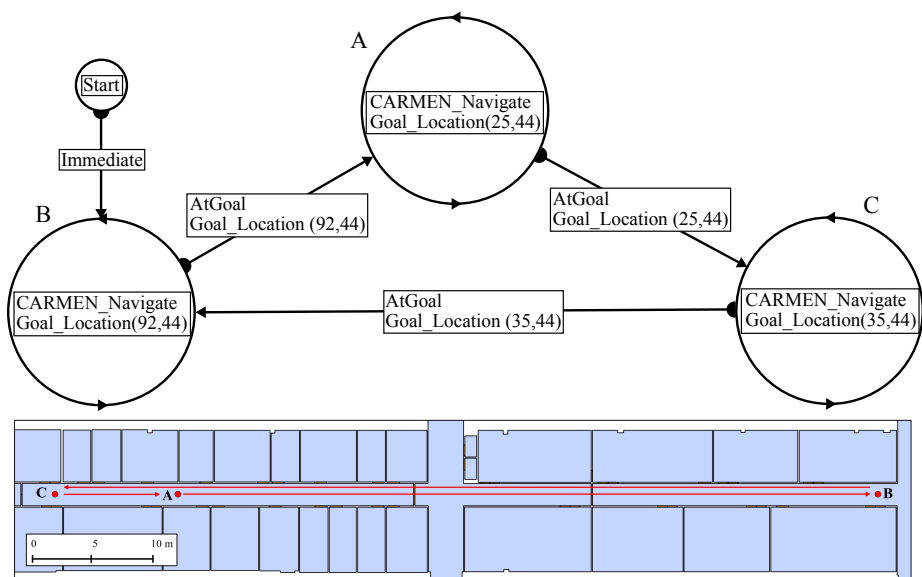 A
Start
CARMEN_Navigate
Goal_Location(25,44)
Immediate
AtGoal
Goal_Location (92,44)
AtGoal
Goal_Location (25,44)
B
C
CARMEN_Navigate
Goal_Location(92,44)
AtGoal
Goal_Location (35,44)
CARMEN_Navigate
Goal_Location(35,44)
C
A
B
0 5 10 m